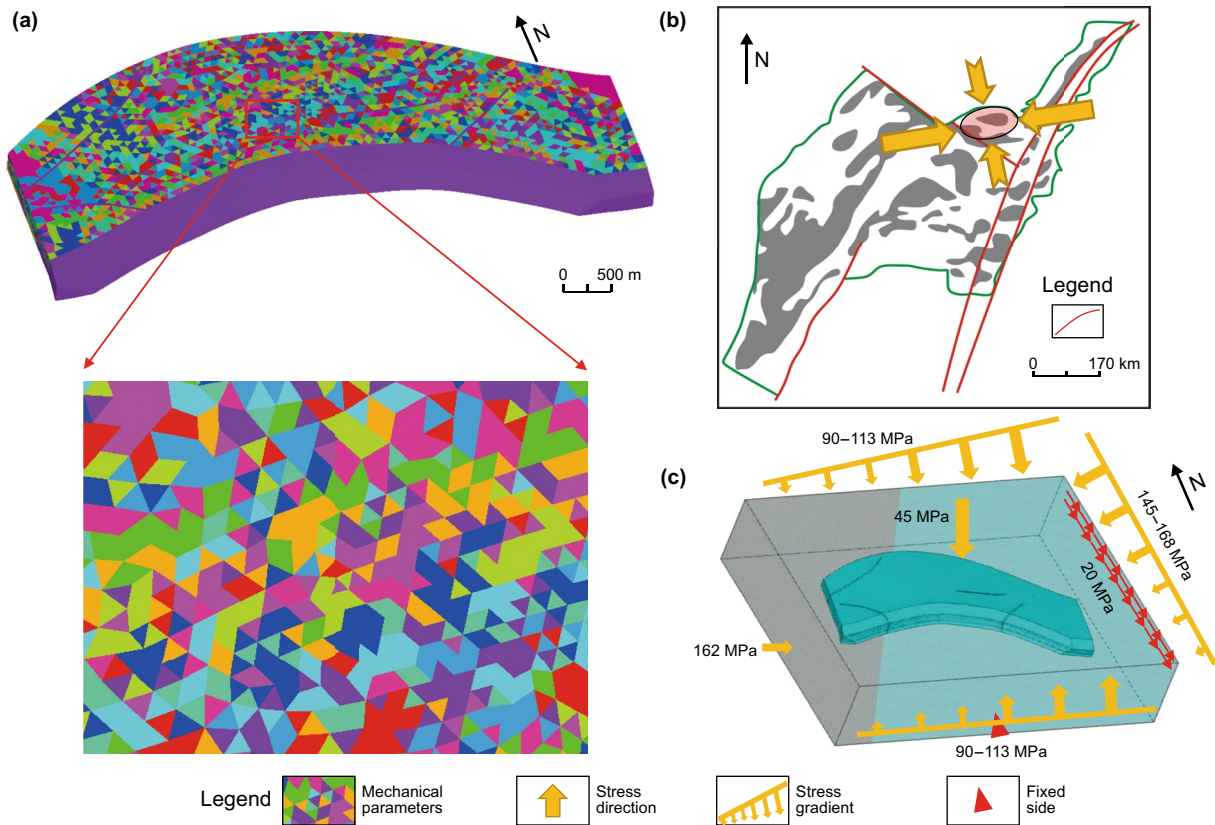 (a)
N
0 500 m
(b)
N
Legend
0 170 km
(c)
90–113 MPa
N
45 MPa
145–168 MPa
20 MPa
162 MPa
90–113 MPa
Legend
Mechanical
parameters
Stress
direction
Stress
gradient
Fixed
side